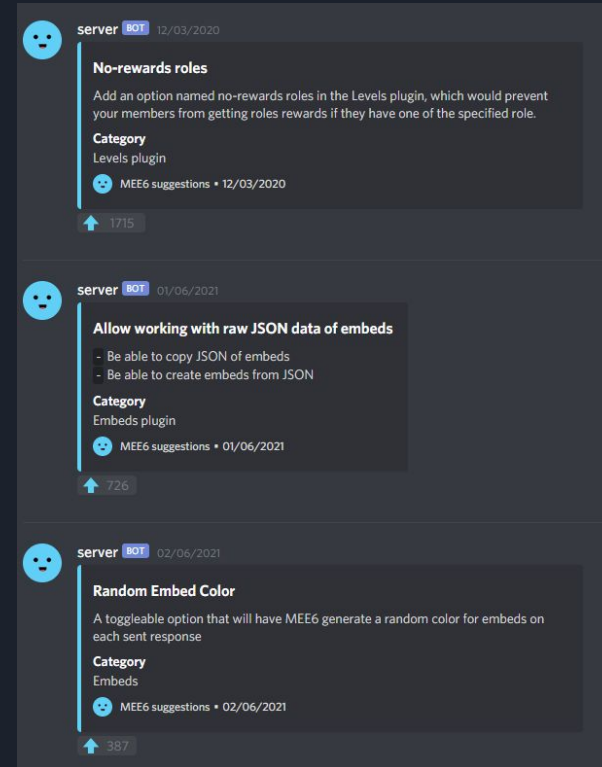 server BOT 12/03/2020
No-rewards roles
Add an option named no-rewards roles in the Levels plugin, which would prevent
your members from getting roles rewards if they have one of the specified role.
Category
Levels plugin
MEE6 suggestions • 12/03/2020
1715
server BOT 01/06/2021
Allow working with raw JSON data of embeds
- Be able to copy JSON of embeds
- Be able to create embeds from JSON
Category
Embeds plugin
MEE6 suggestions • 01/06/2021
726
server BOT 02/06/2021
Random Embed Color
A toggleable option that will have MEE6 generate a random color for embeds on
each sent response
Category
Embeds
MEE6 suggestions • 02/06/2021
387